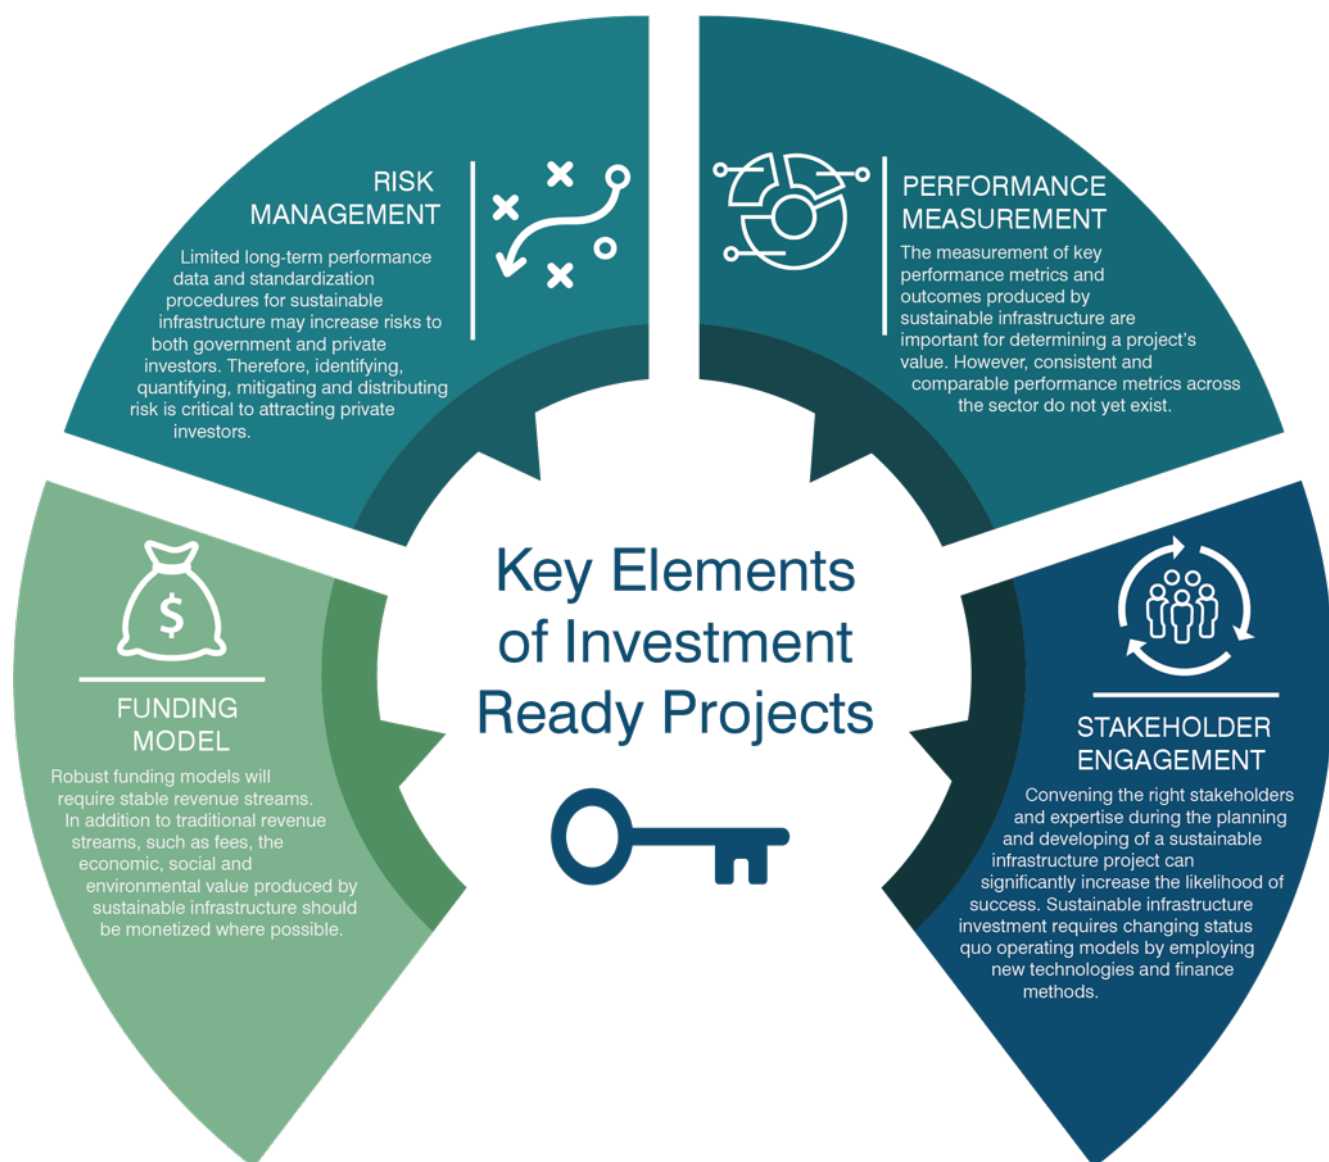 RISK
MANAGEMENT
Limited long-term performance
data and standardization
procedures for sustainable
infrastructure may increase risks to
both government and private
investors. Therefore, identifying,
quantifying, mitigating and distributing
risk is critical to attracting private
investors.
PERFORMANCE
MEASUREMENT
The measurement of key
performance metrics and
outcomes produced by
sustainable infrastructure are
important for determining a project's
value. However, consistent and
comparable performance metrics across
the sector do not yet exist.
Key Elements
of Investment
Ready Projects
$
FUNDING
MODEL
Robust funding models will
require stable revenue streams.
In addition to traditional revenue
streams, such as fees, the
economic, social and
environmental value produced by
sustainable infrastructure should
be monetized where possible.
STAKEHOLDER
ENGAGEMENT
Convening the right stakeholders
and expertise during the planning
and developing of a sustainable
infrastructure project can
significantly increase the likelihood of
success. Sustainable infrastructure
investment requires changing status
quo operating models by employing
new technologies and finance
methods.